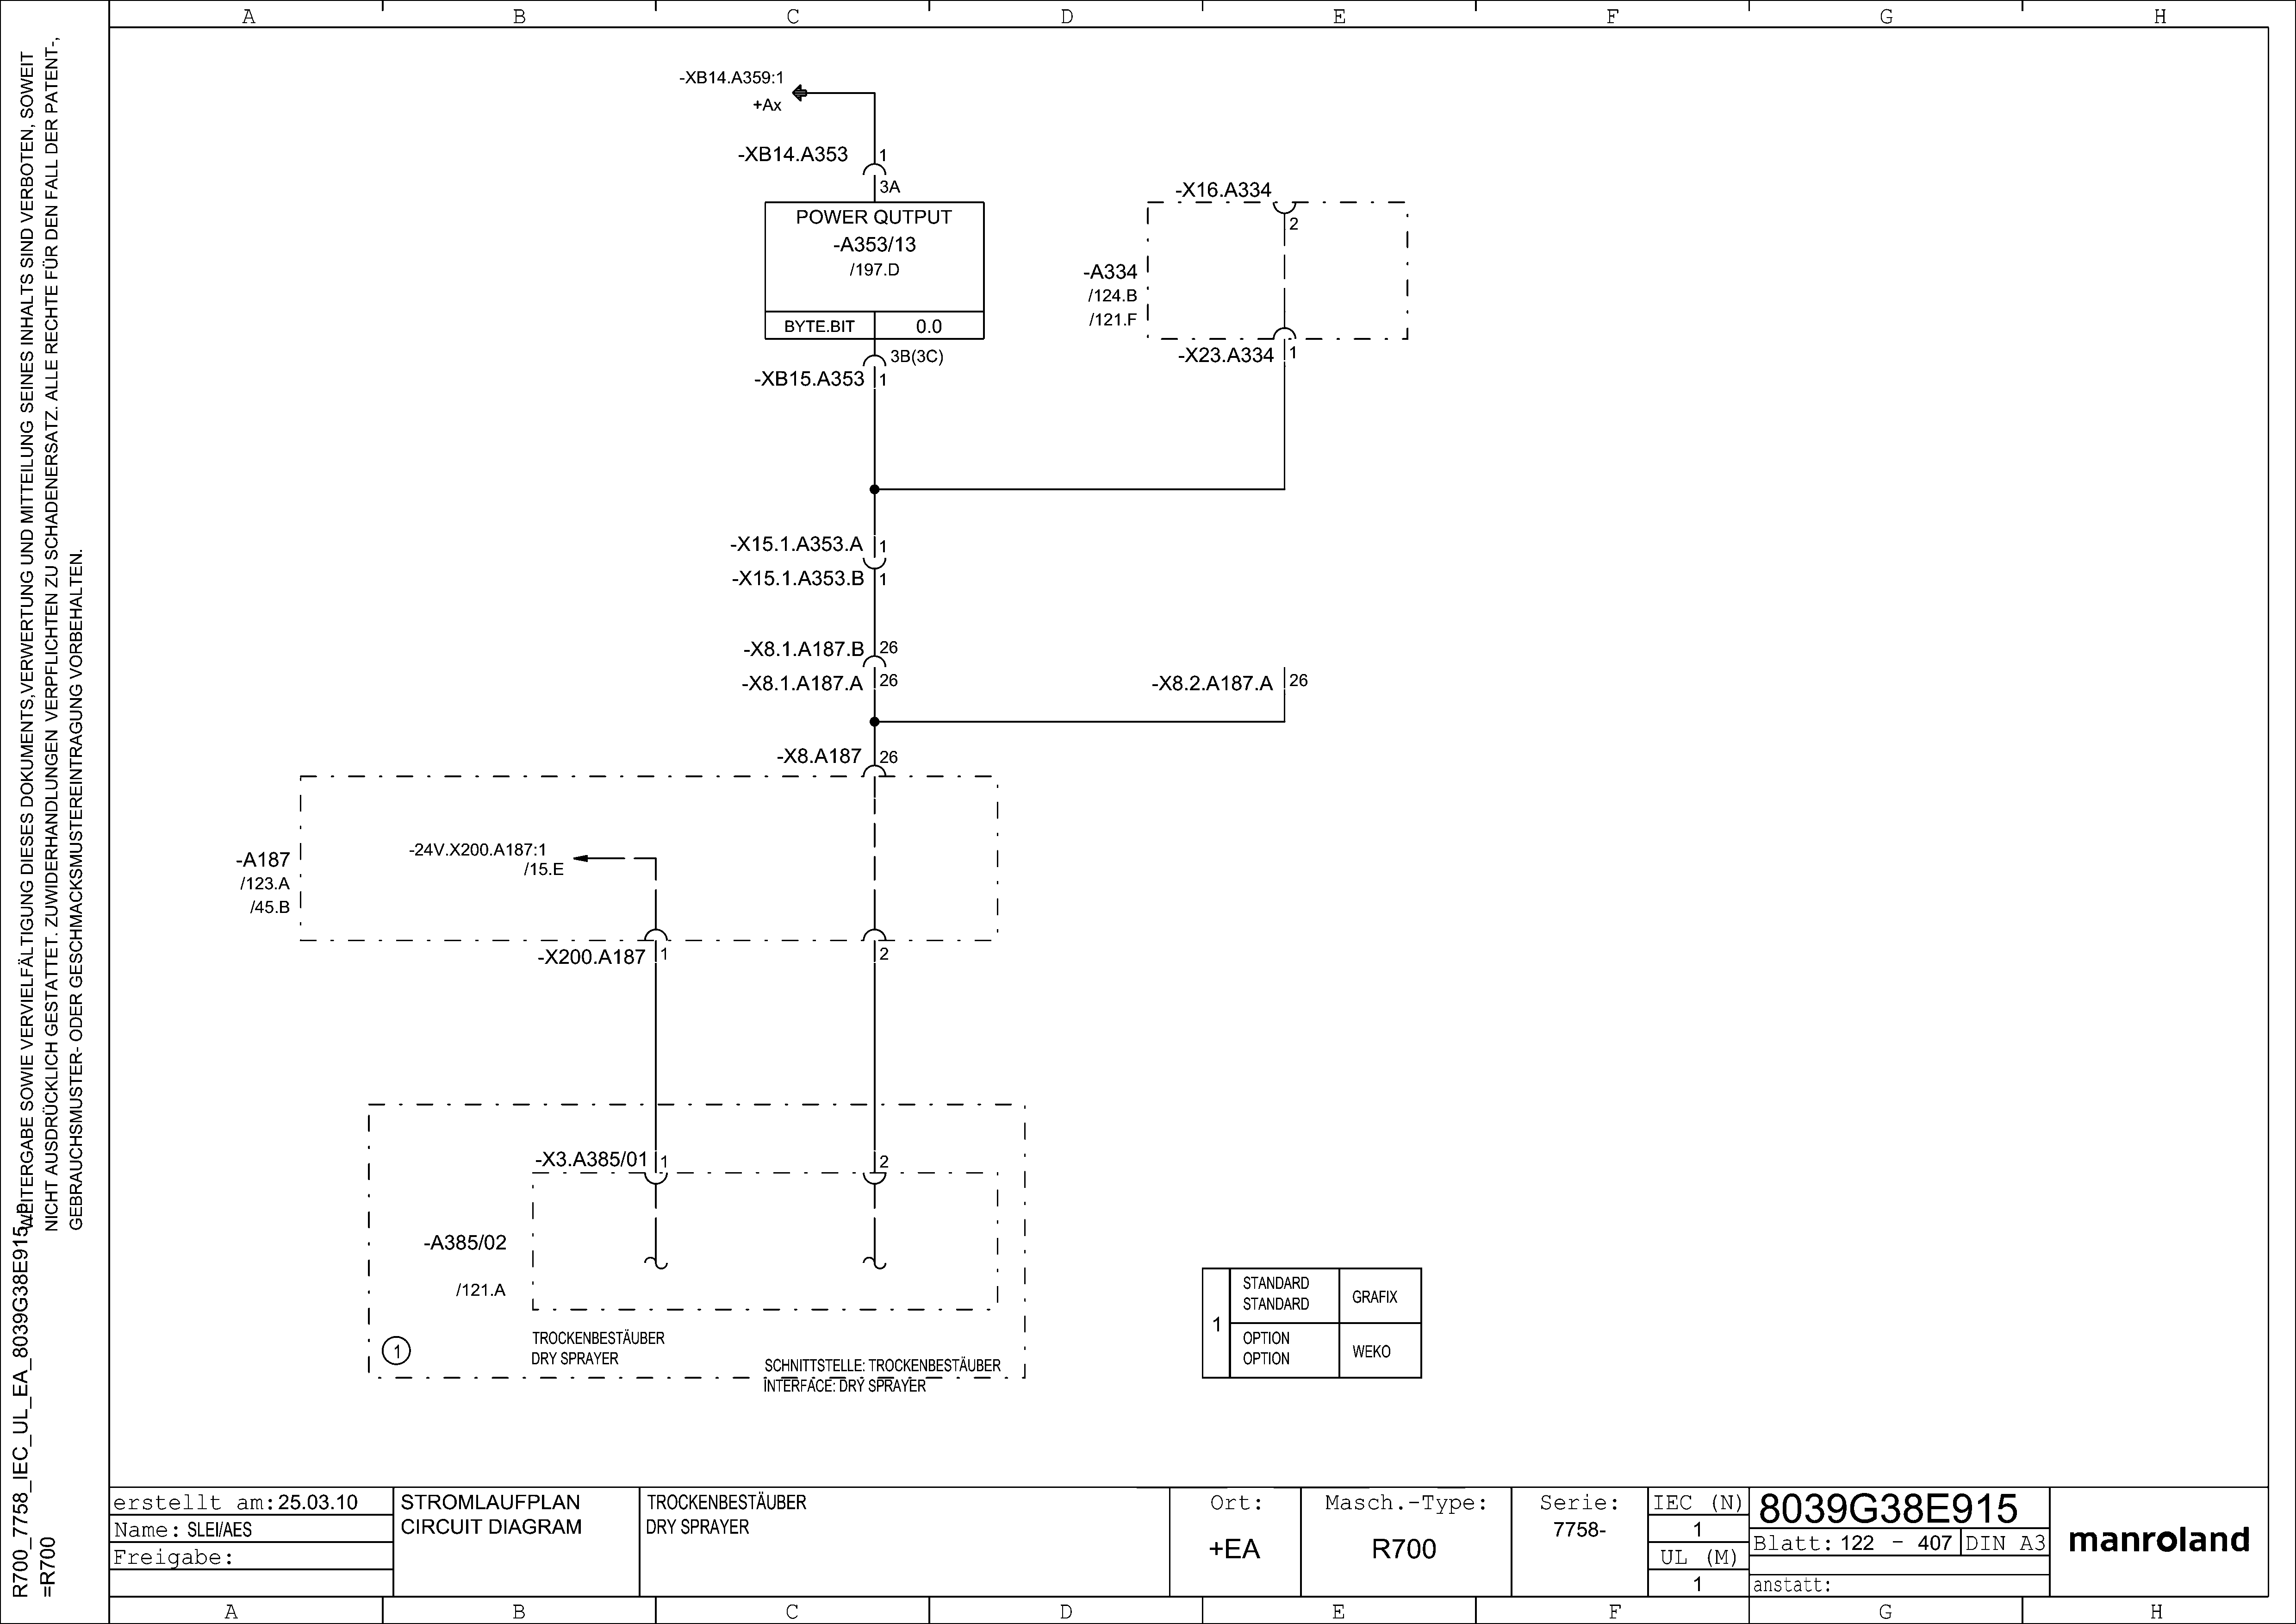 A B C D E F G H
WEITERGABE SOWIE VERVIELFÄLTIGUNG DIESES DOKUMENTS,VERWERTUNG UND MITTEILUNG SEINES INHALTS SIND VERBOTEN, SOWEIT
NICHT AUSDRÜCKLICH GESTATTET. ZUWIDERHANDLUNGEN VERPFLICHTEN ZU SCHADENERSATZ. ALLE RECHTE FÜR DEN FALL DER PATENT-,
GEBRAUCHSMUSTER- ODER GESCHMACKSMUSTEREINTRAGUNG VORBEHALTEN.
-XB14.A359:1
+Ax
-XB14.A353 1
3A
POWER QUTPUT
-A353/13
/197.D
BYTE.BIT 0.0
3B(3C)
-XB15.A353 1
-X16.A334
2
-A334
/124.B
/121.F
-X23.A334 1
-X15.1.A353.A 1
-X15.1.A353.B 1
-X8.1.A187.B 26
-X8.1.A187.A 26
-X8.2.A187.A 26
-X8.A187 26
-A187
/123.A
/45.B
-24V.X200.A187:1
/15.E
-X200.A187 1 2
-X3.A385/01 1 2
-A385/02
/121.A
TROCKENBESTÄUBER
DRY SPRAYER
1
SCHNITTSTELLE: TROCKENBESTÄUBER
INTERFACE: DRY SPRAYER
1
STANDARD
STANDARD
GRAFIX
OPTION
OPTION
WEKO
R700_7758_IEC_UL_EA_8039G38E915_D
=R700
erstellt am: 25.03.10
Name: SLEI/AES
Freigabe:
STROMLAUFPLAN
CIRCUIT DIAGRAM
TROCKENBESTÄUBER
DRY SPRAYER
Ort:
+EA
Masch.-Type:
R700
Serie:
7758-
IEC (N)
1
UL (M)
1
8039G38E915
Blatt: 122 - 407 DIN A3
anstatt:
manroland
A B C D E F G H